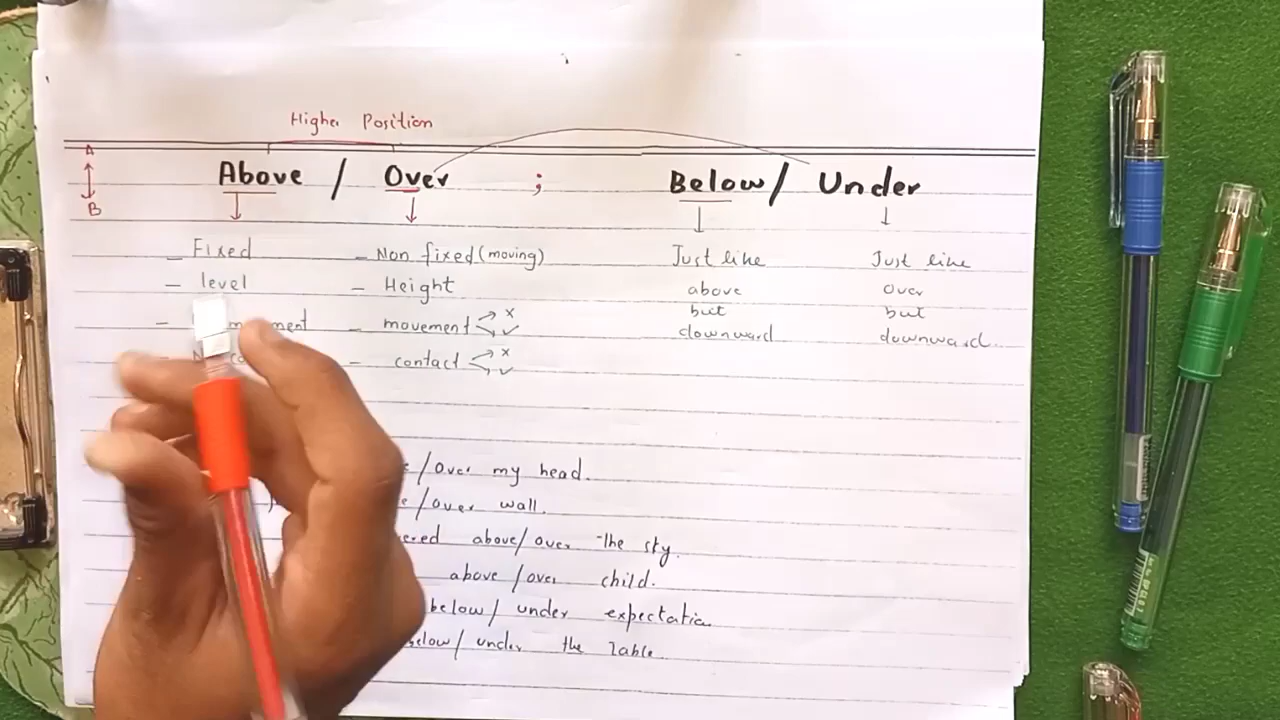 Higher Position
A
B
Above / Over ; Below / Under
- Fixed - Non fixed (moving) Just like Just like
- level - Height above over
but but
- movement x ✓ downward downward
- contact x ✓
/over my head.
/over wall.
above/over the sky.
above /over child.
below/ under expectation
below/ under the Table